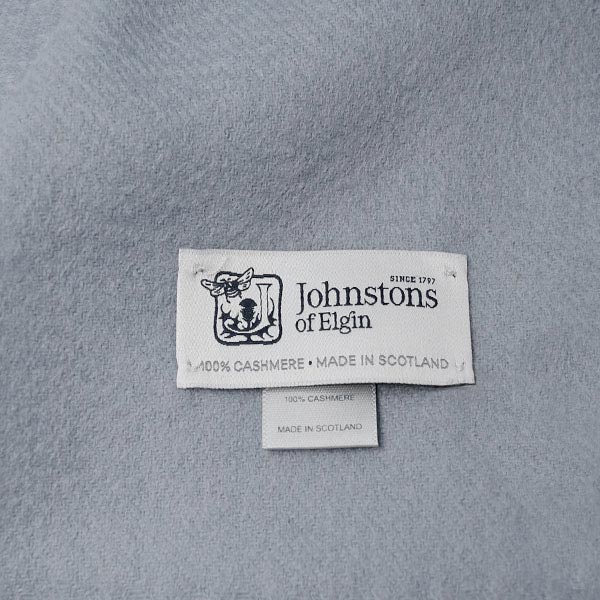 SINCE 1797
Johnstons
of Elgin
100% CASHMERE • MADE IN SCOTLAND
100% CASHMERE
MADE IN SCOTLAND